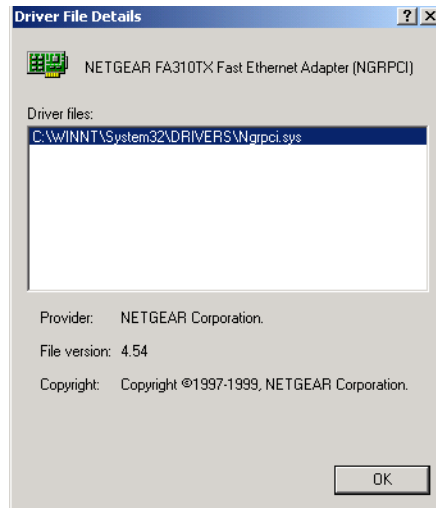 Driver File Details
NETGEAR FA310TX Fast Ethernet Adapter (NGRPCI)
Driver files:
C:\WINNT\System32\DRIVERS\Ngrpci.sys
Provider: NETGEAR Corporation.
File version: 4.54
Copyright: Copyright ©1997-1999, NETGEAR Corporation.
OK